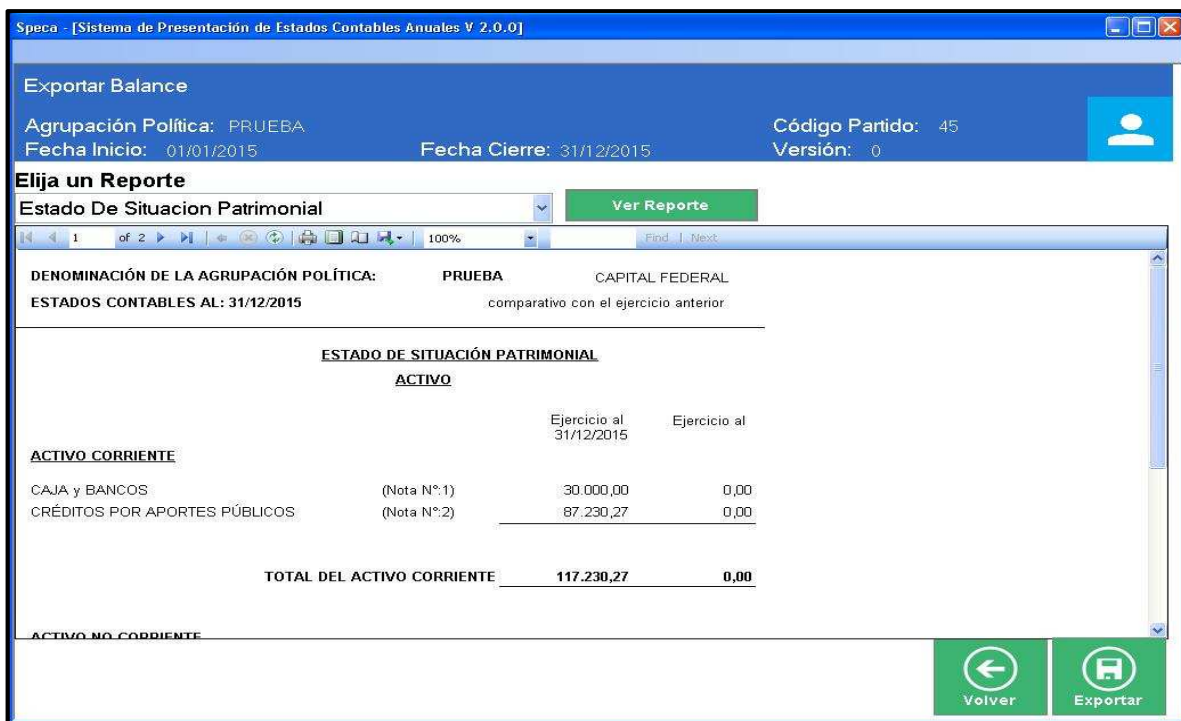 Speca - [Sistema de Presentación de Estados Contables Anuales V 2.0.0]
Exportar Balance
Agrupación Política: PRUEBA Código Partido: 45
Fecha Inicio: 01/01/2015 Fecha Cierre: 31/12/2015 Versión: 0
Elija un Reporte
Estado De Situacion Patrimonial Ver Reporte
1 of 2 100% Find | Next
DENOMINACIÓN DE LA AGRUPACIÓN POLÍTICA: PRUEBA CAPITAL FEDERAL
ESTADOS CONTABLES AL: 31/12/2015 comparativo con el ejercicio anterior
ESTADO DE SITUACIÓN PATRIMONIAL
ACTIVO
Ejercicio al Ejercicio al
31/12/2015
ACTIVO CORRIENTE
CAJA y BANCOS (Nota Nº:1) 30.000,00 0,00
CRÉDITOS POR APORTES PÚBLICOS (Nota Nº:2) 87.230,27 0,00
TOTAL DEL ACTIVO CORRIENTE 117.230,27 0,00
ACTIVO NO CORRIENTE
Volver Exportar